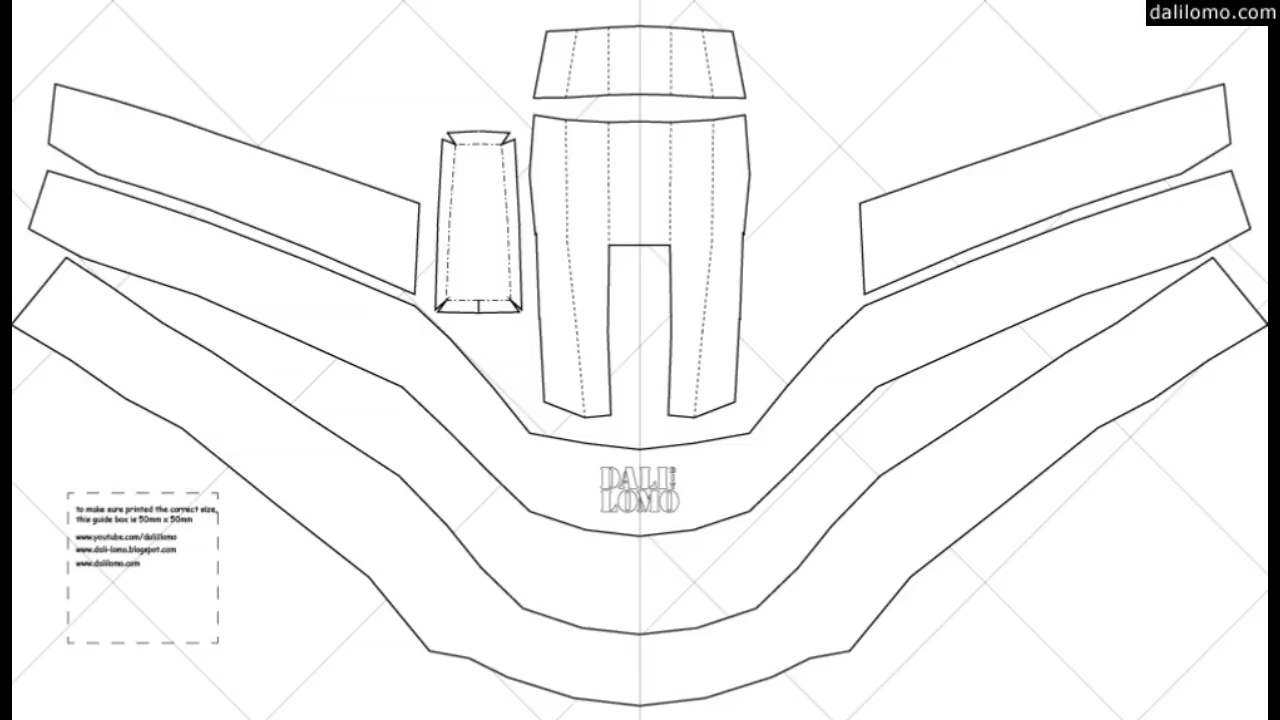 dalilomo.com
DALI
LOMO
to make sure printed the correct size,
this guide box is 50mm x 50mm
www.youtube.com/dalilomo
www.dali-lomo.blogspot.com
www.dalilomo.com